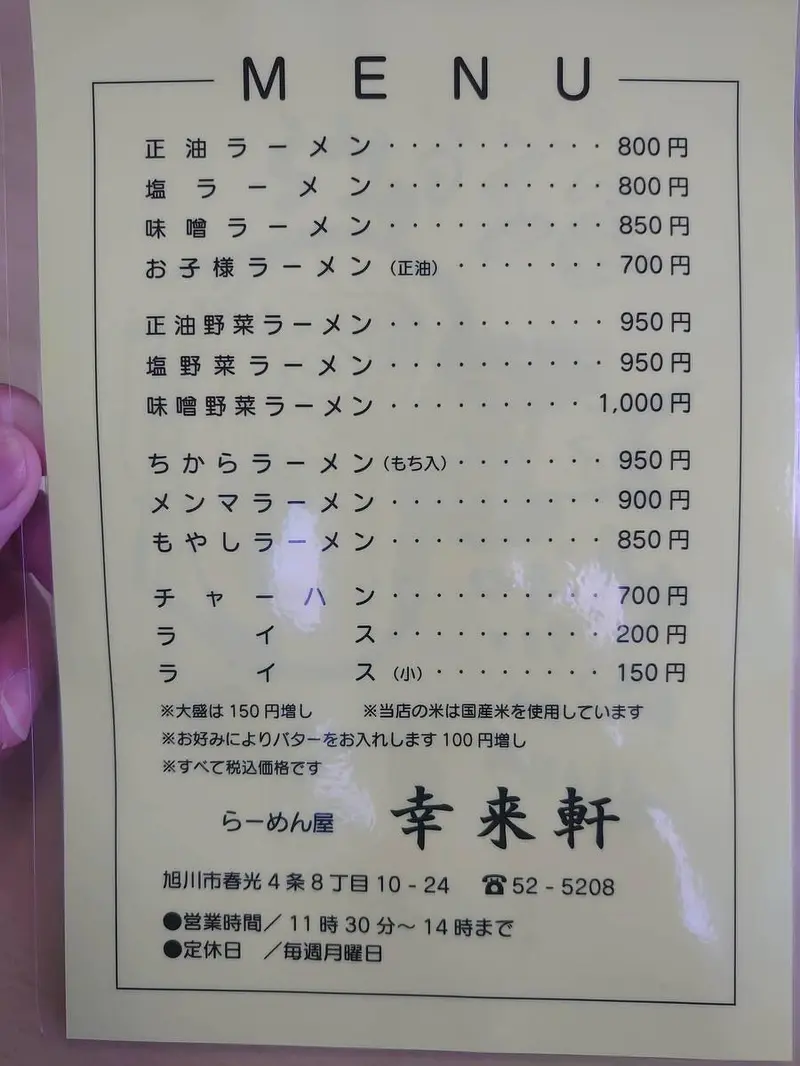 MENU
正油ラーメン・・・・・・・・・・800円
塩ラーメン・・・・・・・・・・800円
味噌ラーメン・・・・・・・・・・850円
お子様ラーメン（正油）・・・・・・・700円
正油野菜ラーメン・・・・・・・・・・950円
塩野菜ラーメン・・・・・・・・・・950円
味噌野菜ラーメン・・・・・・・・・1,000円
ちからラーメン（もち入）・・・・・・・950円
メンマラーメン・・・・・・・・・・900円
もやしラーメン・・・・・・・・・・850円
チャーハン・・・・・・・・・・700円
ライス・・・・・・・・・・200円
ライス（小）・・・・・・・・150円
※大盛は150円増し ※当店の米は国産米を使用しています
※お好みによりバターをお入れします100円増し
※すべて税込価格です
らーめん屋 幸来軒
旭川市春光4条8丁目10-24 ☎52-5208
●営業時間／11時30分～14時まで
●定休日 ／毎週月曜日